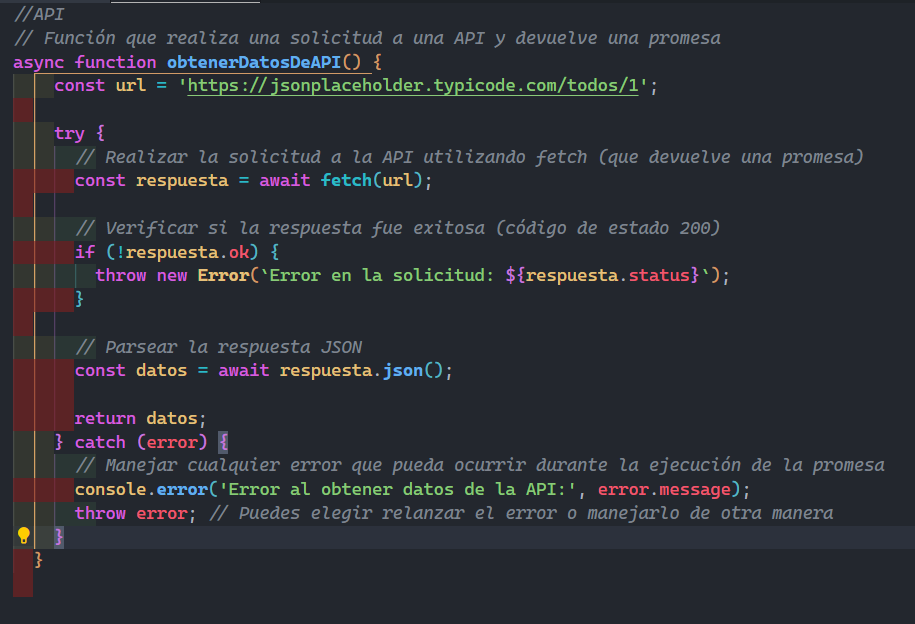 //API
// Función que realiza una solicitud a una API y devuelve una promesa
async function obtenerDatosDeAPI() {
const url = 'https://jsonplaceholder.typicode.com/todos/1';
try {
// Realizar la solicitud a la API utilizando fetch (que devuelve una promesa)
const respuesta = await fetch(url);
// Verificar si la respuesta fue exitosa (código de estado 200)
if (!respuesta.ok) {
throw new Error(`Error en la solicitud: ${respuesta.status}`);
}
// Parsear la respuesta JSON
const datos = await respuesta.json();
return datos;
} catch (error) {
// Manejar cualquier error que pueda ocurrir durante la ejecución de la promesa
console.error('Error al obtener datos de la API:', error.message);
throw error; // Puedes elegir relanzar el error o manejarlo de otra manera
}
}